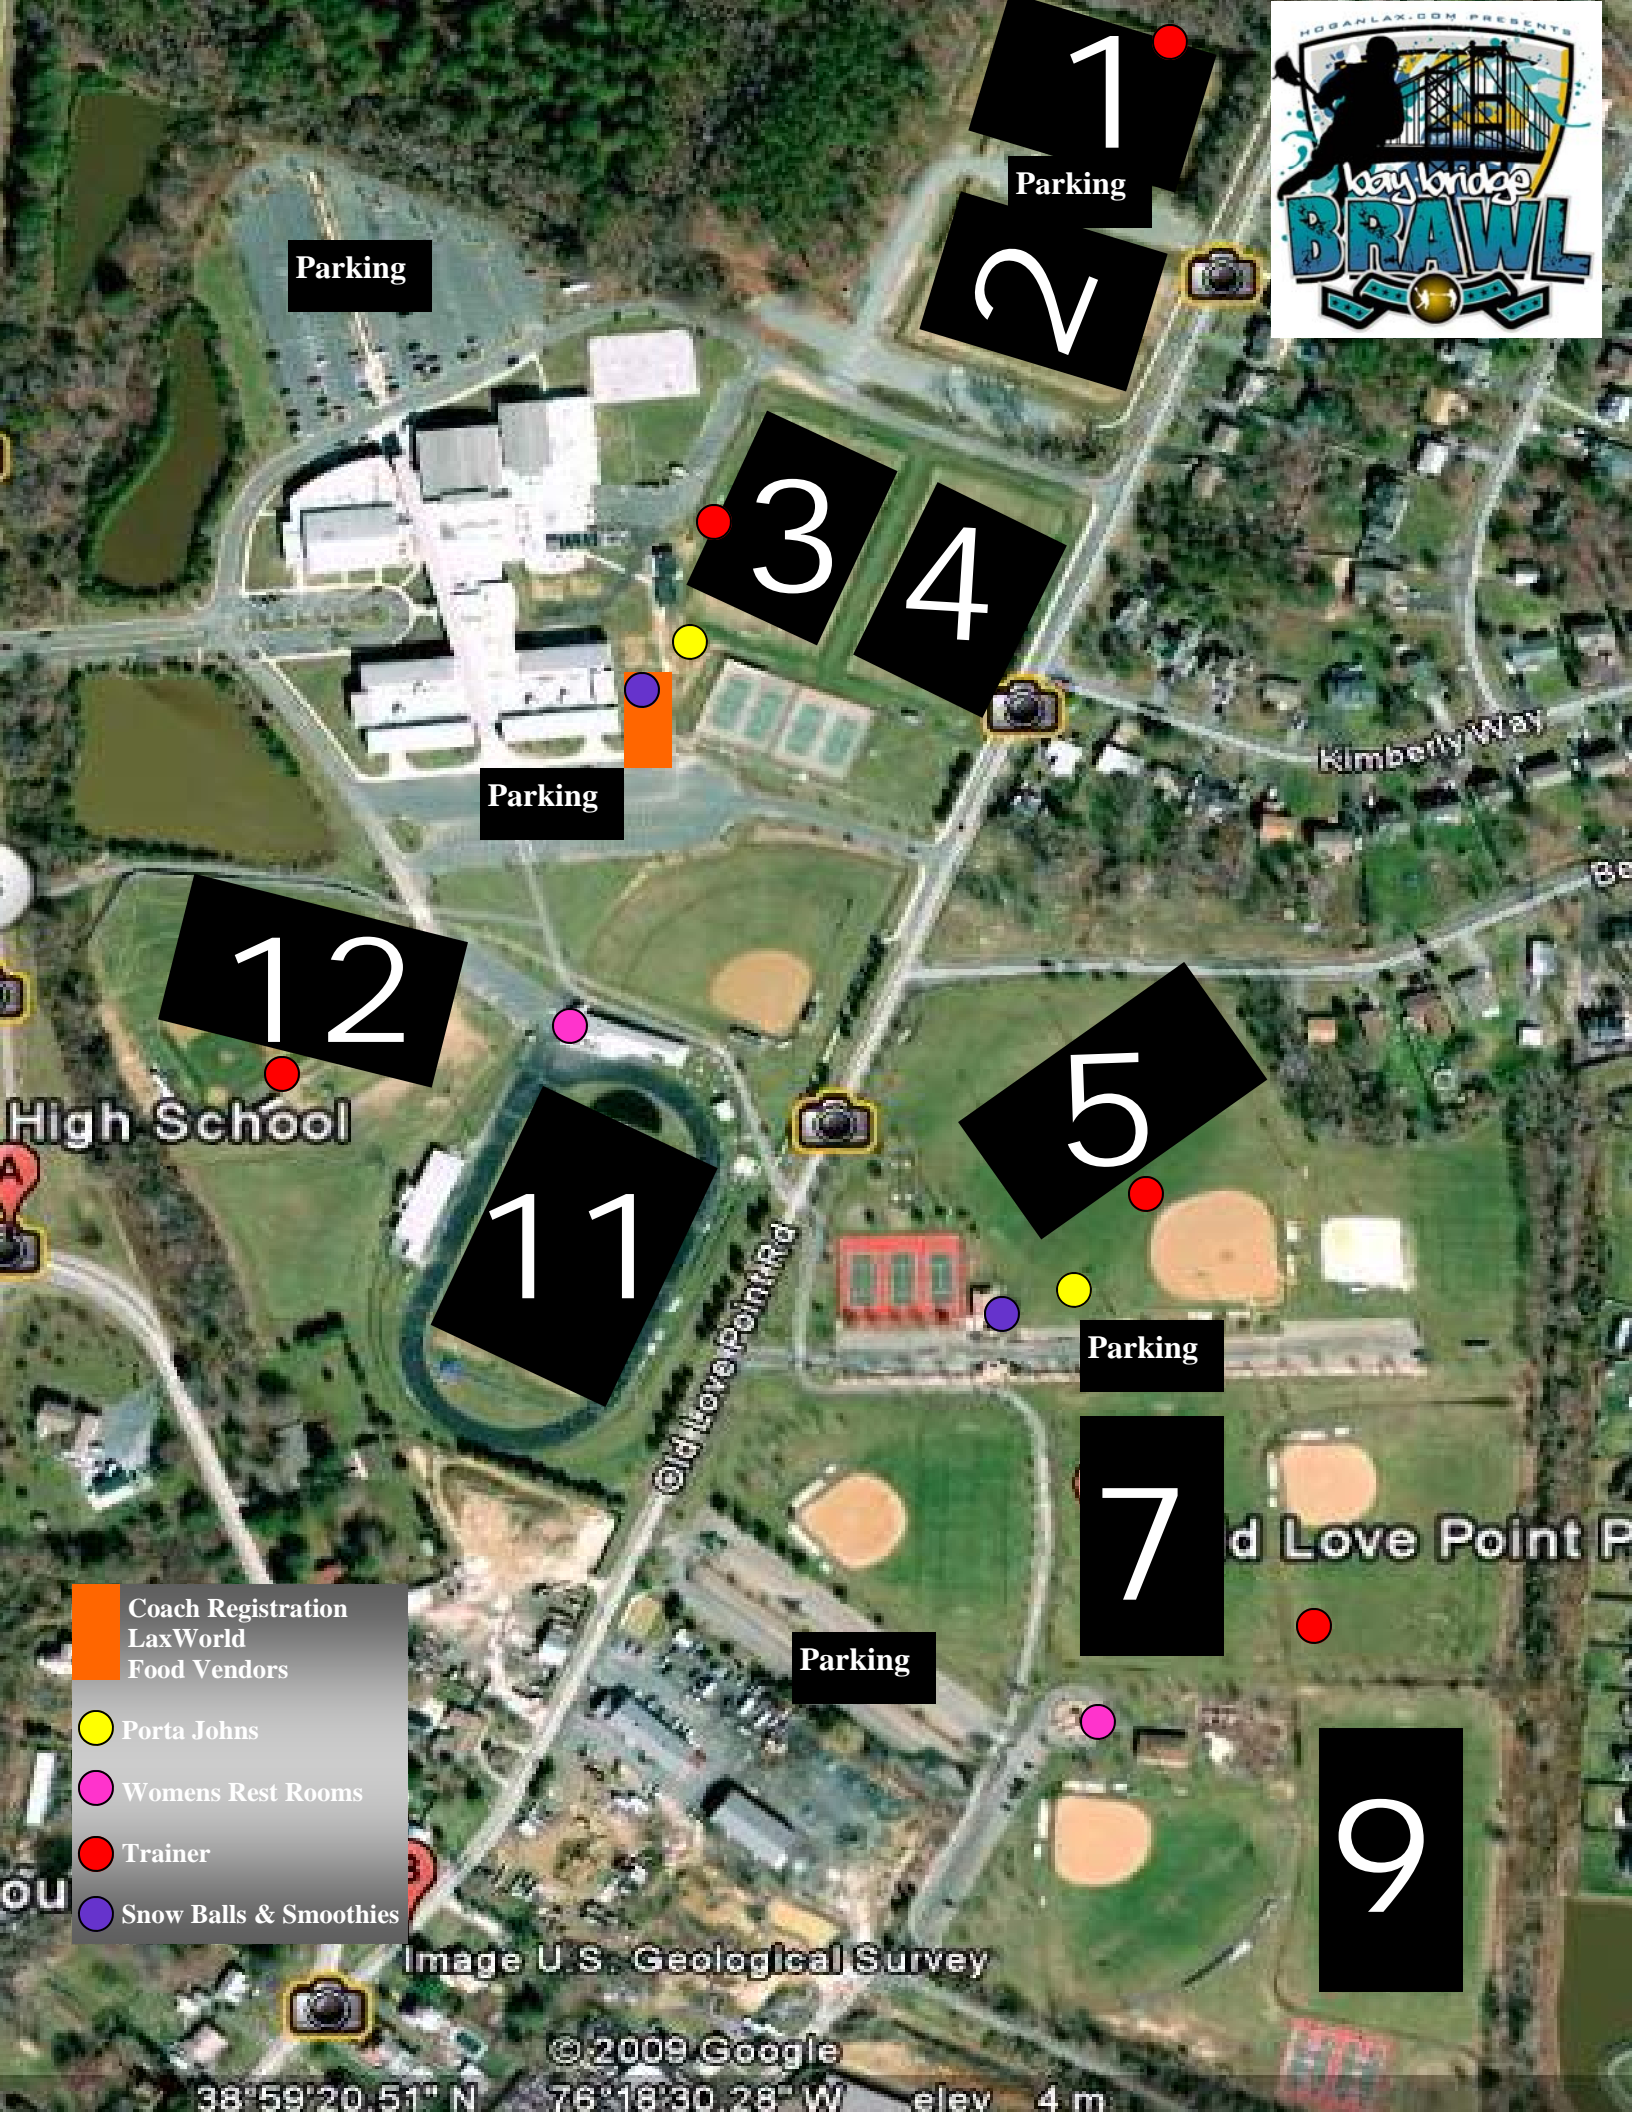 HOGANLAX.COM PRESENTS
bay bridge
BRAWL
1
Parking
2
Parking
3
4
Kimberly Way
Parking
12
5
High School
A
11
Old Love Point Rd
Parking
7
d Love Point P
Parking
9
Coach Registration
LaxWorld
Food Vendors
Porta Johns
Womens Rest Rooms
Trainer
Snow Balls & Smoothies
B
ou
Image U.S. Geological Survey
© 2009 Google
38°59'20.51" N 76°18'30.28" W elev 4 m